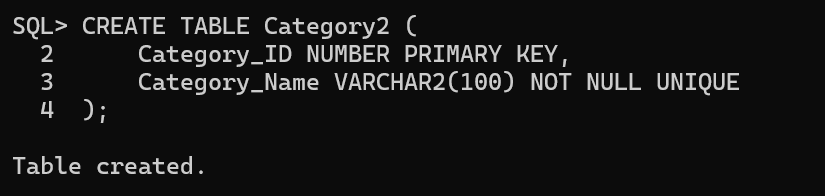 SQL> CREATE TABLE Category2 (
  2      Category_ID NUMBER PRIMARY KEY,
  3      Category_Name VARCHAR2(100) NOT NULL UNIQUE
  4  );
Table created.